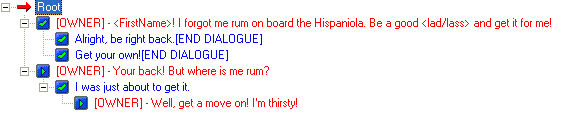 Root
[OWNER] - <FirstName>! I forgot me rum on board the Hispaniola. Be a good <lad/lass> and get it for me!
Alright, be right back.[END DIALOGUE]
Get your own![END DIALOGUE]
[OWNER] - Your back! But where is me rum?
I was just about to get it.
[OWNER] - Well, get a move on! I'm thirsty!